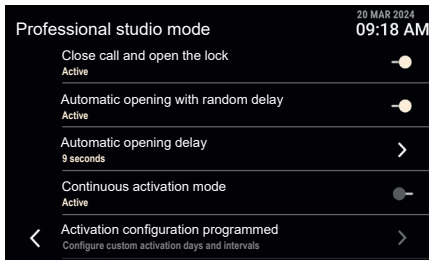 20 MAR 2024
Professional studio mode
09:18 AM
Close call and open the lock
Active
Automatic opening with random delay
Active
Automatic opening delay
9 seconds
Continuous activation mode
Active
Activation configuration programmed
Configure custom activation days and intervals